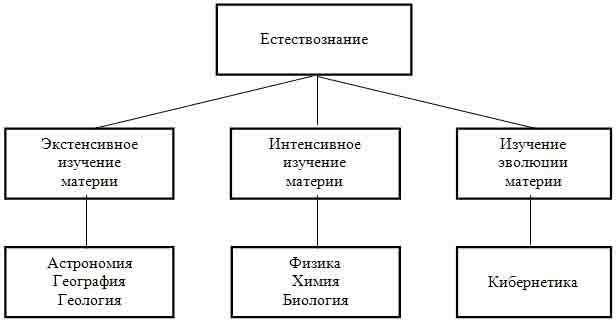 Естествознание
Экстенсивное
изучение
материи
Интенсивное
изучение
материи
Изучение
эволюции
материи
Астрономия
География
Геология
Физика
Химия
Биология
Кибернетика